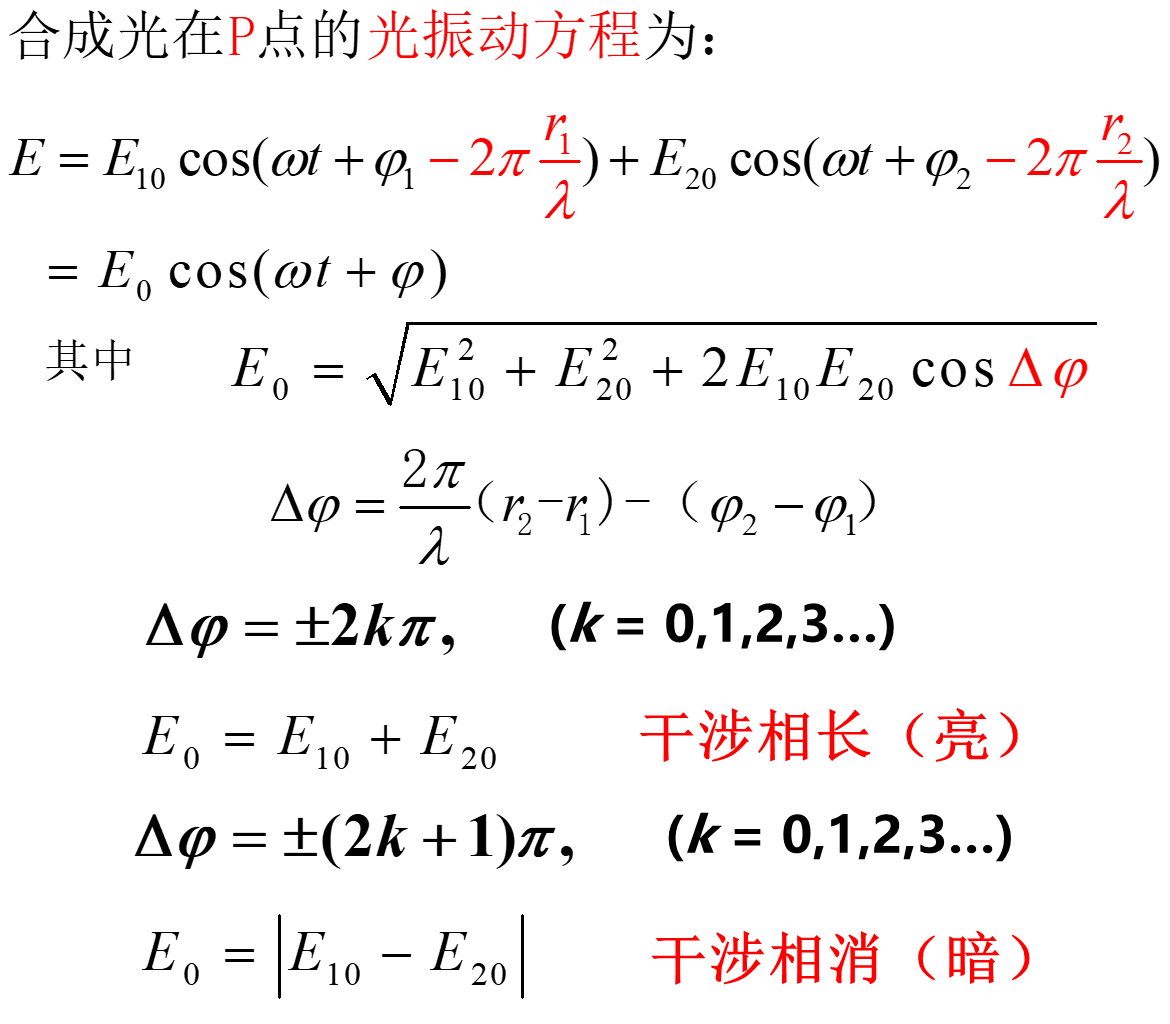 合成光在P点的光振动方程为：
E = E₁₀ cos(ωt + φ₁ − 2π r₁/λ) + E₂₀ cos(ωt + φ₂ − 2π r₂/λ)
= E₀ cos(ωt + φ)
其中 E₀ = √(E₁₀² + E₂₀² + 2E₁₀E₂₀ cos Δφ)
Δφ = 2π/λ (r₂-r₁)-（φ₂ − φ₁）
Δφ = ±2kπ, (k = 0,1,2,3…)
E₀ = E₁₀ + E₂₀ 干涉相长（亮）
Δφ = ±(2k + 1)π, (k = 0,1,2,3…)
E₀ = |E₁₀ − E₂₀| 干涉相消（暗）